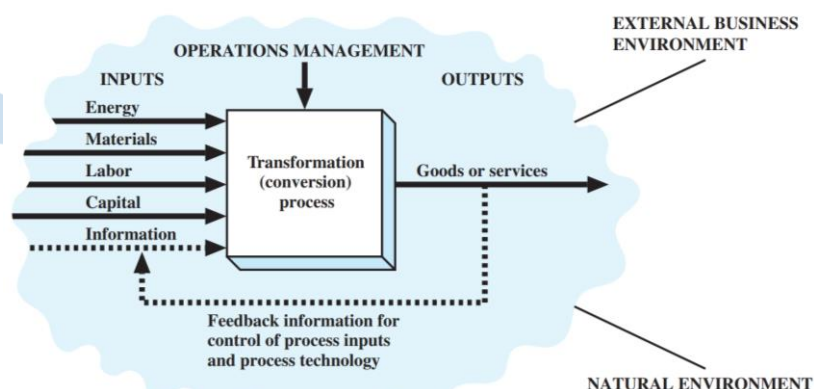 EXTERNAL BUSINESS
ENVIRONMENT
OPERATIONS MANAGEMENT
INPUTS
OUTPUTS
Energy
Materials
Labor
Capital
Information
Transformation
(conversion)
process
Goods or services
Feedback information for
control of process inputs
and process technology
NATURAL ENVIRONMENT